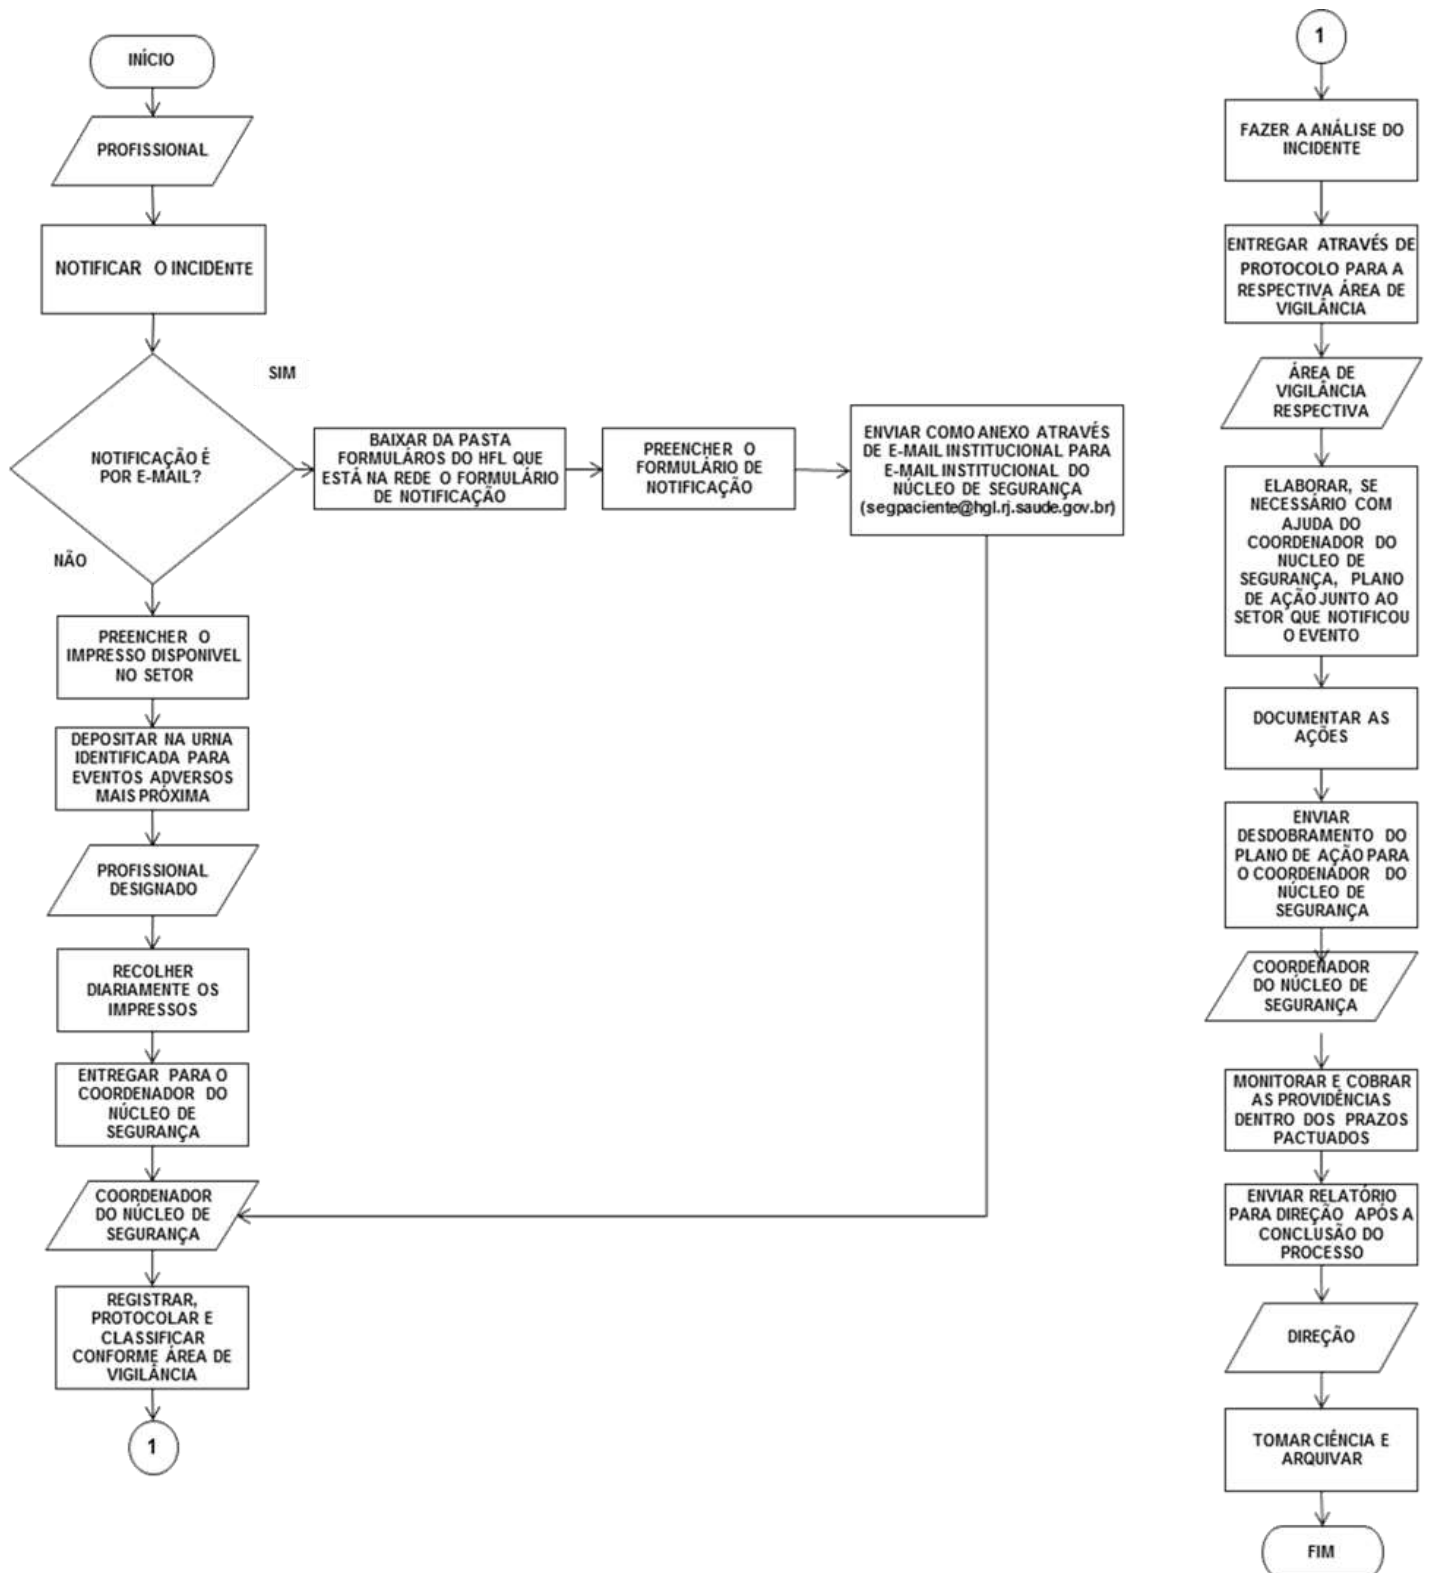 INÍCIO
PROFISSIONAL
NOTIFICAR O INCIDENTE
NOTIFICAÇÃO É
POR E-MAIL?
SIM
BAIXAR DA PASTA
FORMULÁROS DO HFL QUE
ESTÁ NA REDE O FORMULÁRIO
DE NOTIFICAÇÃO
PREENCHER O
FORMULÁRIO DE
NOTIFICAÇÃO
ENVIAR COMO ANEXO ATRAVÉS
DE E-MAIL INSTITUCIONAL PARA
E-MAIL INSTITUCIONAL DO
NÚCLEO DE SEGURANÇA
(segpaciente@hgl.rj.saude.gov.br)
NÃO
PREENCHER O
IMPRESSO DISPONIVEL
NO SETOR
DEPOSITAR NA URNA
IDENTIFICADA PARA
EVENTOS ADVERSOS
MAIS PRÓXIMA
PROFISSIONAL
DESIGNADO
RECOLHER
DIARIAMENTE OS
IMPRESSOS
ENTREGAR PARA O
COORDENADOR DO
NÚCLEO DE
SEGURANÇA
COORDENADOR
DO NÚCLEO DE
SEGURANÇA
REGISTRAR,
PROTOCOLAR E
CLASSIFICAR
CONFORME ÁREA DE
VIGILÂNCIA
1
1
FAZER A ANÁLISE DO
INCIDENTE
ENTREGAR ATRAVÉS DE
PROTOCOLO PARA A
RESPECTIVA ÁREA DE
VIGILÂNCIA
ÁREA DE
VIGILÂNCIA
RESPECTIVA
ELABORAR, SE
NECESSÁRIO COM
AJUDA DO
COORDENADOR DO
NUCLEO DE
SEGURANÇA, PLANO
DE AÇÃO JUNTO AO
SETOR QUE NOTIFICOU
O EVENTO
DOCUMENTAR AS
AÇÕES
ENVIAR
DESDOBRAMENTO DO
PLANO DE AÇÃO PARA
O COORDENADOR DO
NÚCLEO DE
SEGURANÇA
COORDENADOR
DO NÚCLEO DE
SEGURANÇA
MONITORAR E COBRAR
AS PROVIDÊNCIAS
DENTRO DOS PRAZOS
PACTUADOS
ENVIAR RELATÓRIO
PARA DIREÇÃO APÓS A
CONCLUSÃO DO
PROCESSO
DIREÇÃO
TOMAR CIÊNCIA E
ARQUIVAR
FIM